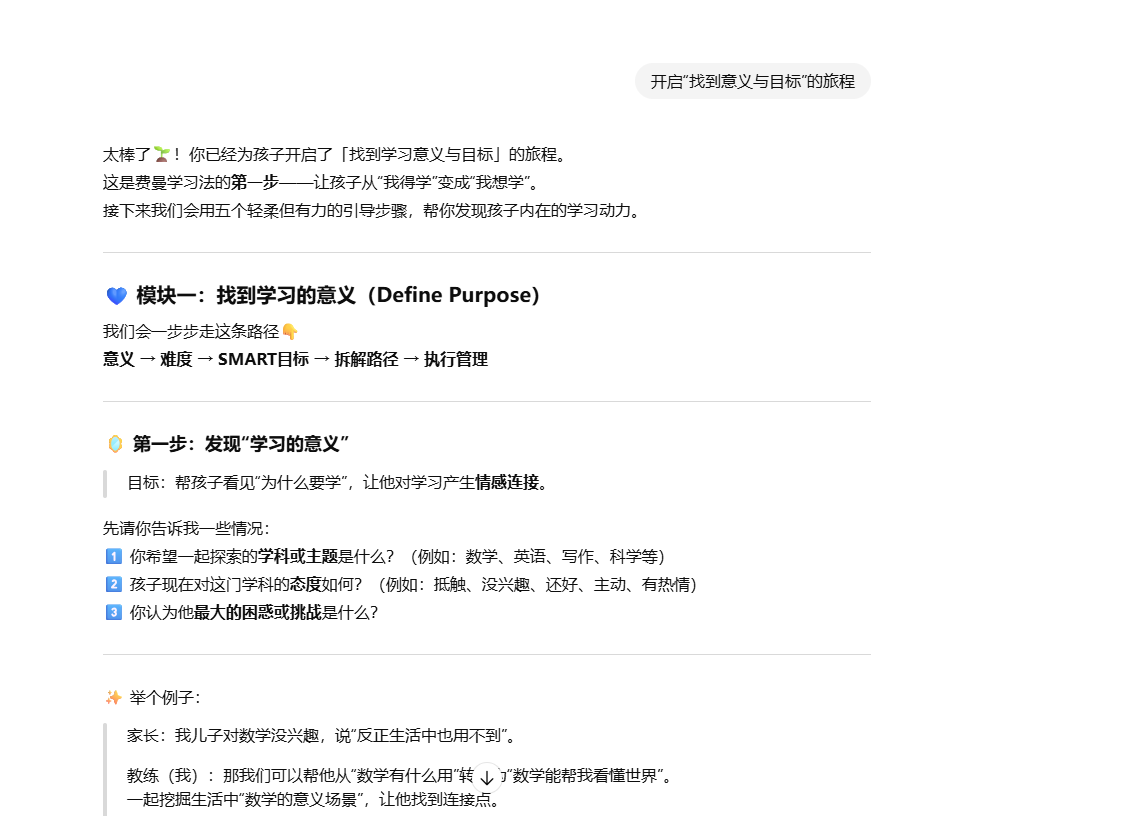 开启“找到意义与目标”的旅程
太棒了🌱！你已经为孩子开启了「找到学习意义与目标」的旅程。
这是费曼学习法的第一步——让孩子从“我得学”变成“我想学”。
接下来我们会用五个轻柔但有力的引导步骤，帮你发现孩子内在的学习动力。
💙 模块一：找到学习的意义（Define Purpose）
我们会一步步走这条路径👇
意义 → 难度 → SMART目标 → 拆解路径 → 执行管理
🪞 第一步：发现“学习的意义”
目标：帮孩子看见“为什么要学”，让他对学习产生情感连接。
先请你告诉我一些情况：
1️⃣ 你希望一起探索的学科或主题是什么？（例如：数学、英语、写作、科学等）
2️⃣ 孩子现在对这门学科的态度如何？（例如：抵触、没兴趣、还好、主动、有热情）
3️⃣ 你认为他最大的困惑或挑战是什么？
✨ 举个例子：
家长：我儿子对数学没兴趣，说“反正生活中也用不到”。
教练（我）：那我们可以帮他从“数学有什么用”转“数学能帮我看懂世界”。
一起挖掘生活中“数学的意义场景”，让他找到连接点。